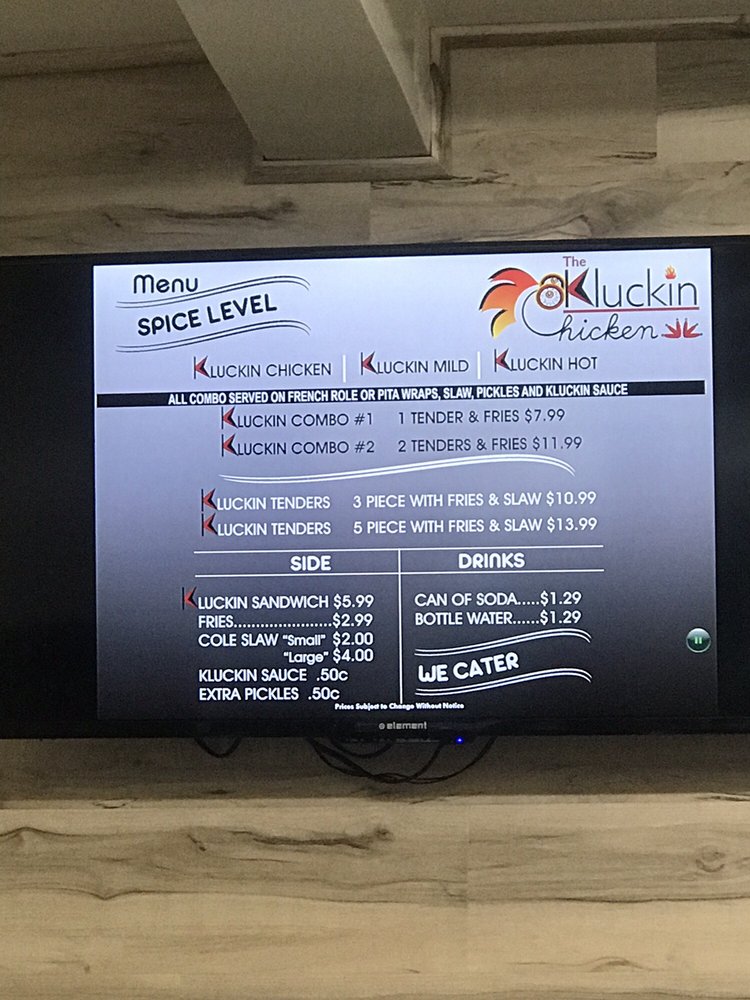 Menu
SPICE LEVEL
The
Kluckin
Chicken
KLUCKIN CHICKEN | KLUCKIN MILD | KLUCKIN HOT
ALL COMBO SERVED ON FRENCH ROLE OR PITA WRAPS, SLAW, PICKLES AND KLUCKIN SAUCE
KLUCKIN COMBO #1 1 TENDER & FRIES $7.99
KLUCKIN COMBO #2 2 TENDERS & FRIES $11.99
KLUCKIN TENDERS 3 PIECE WITH FRIES & SLAW $10.99
KLUCKIN TENDERS 5 PIECE WITH FRIES & SLAW $13.99
SIDE
KLUCKIN SANDWICH $5.99
FRIES......................$2.99
COLE SLAW "Small" $2.00
"Large" $4.00
KLUCKIN SAUCE .50c
EXTRA PICKLES .50c
DRINKS
CAN OF SODA.....$1.29
BOTTLE WATER......$1.29
WE CATER
Prices Subject to Change Without Notice
element